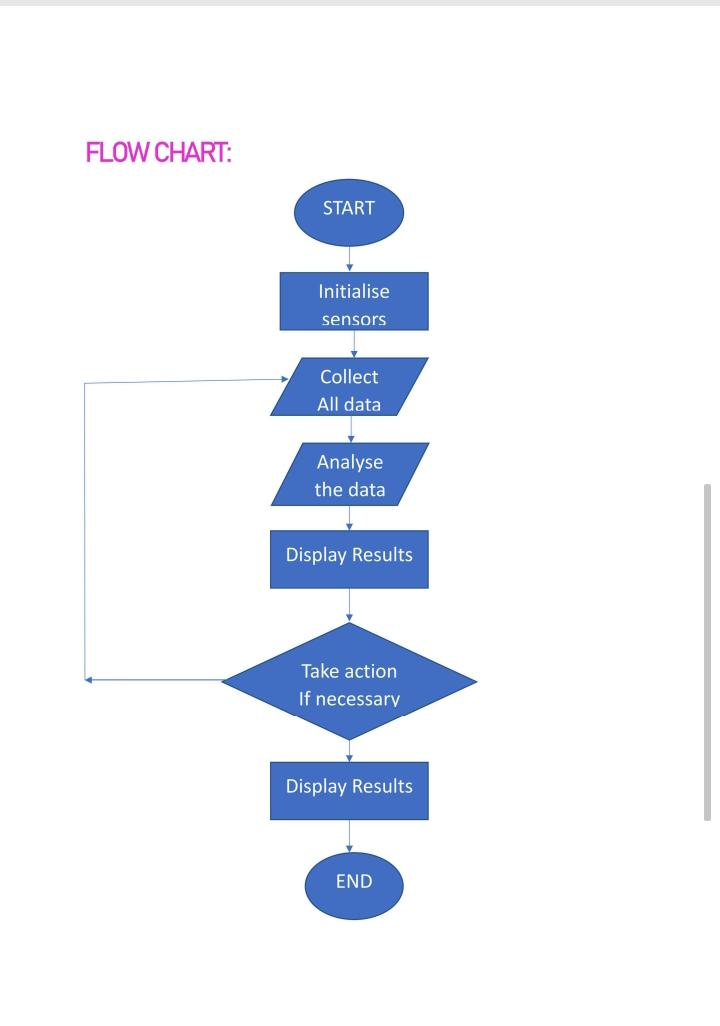 FLOW CHART:
START
Initialise
sensors
Collect
All data
Analyse
the data
Display Results
Take action
If necessary
Display Results
END